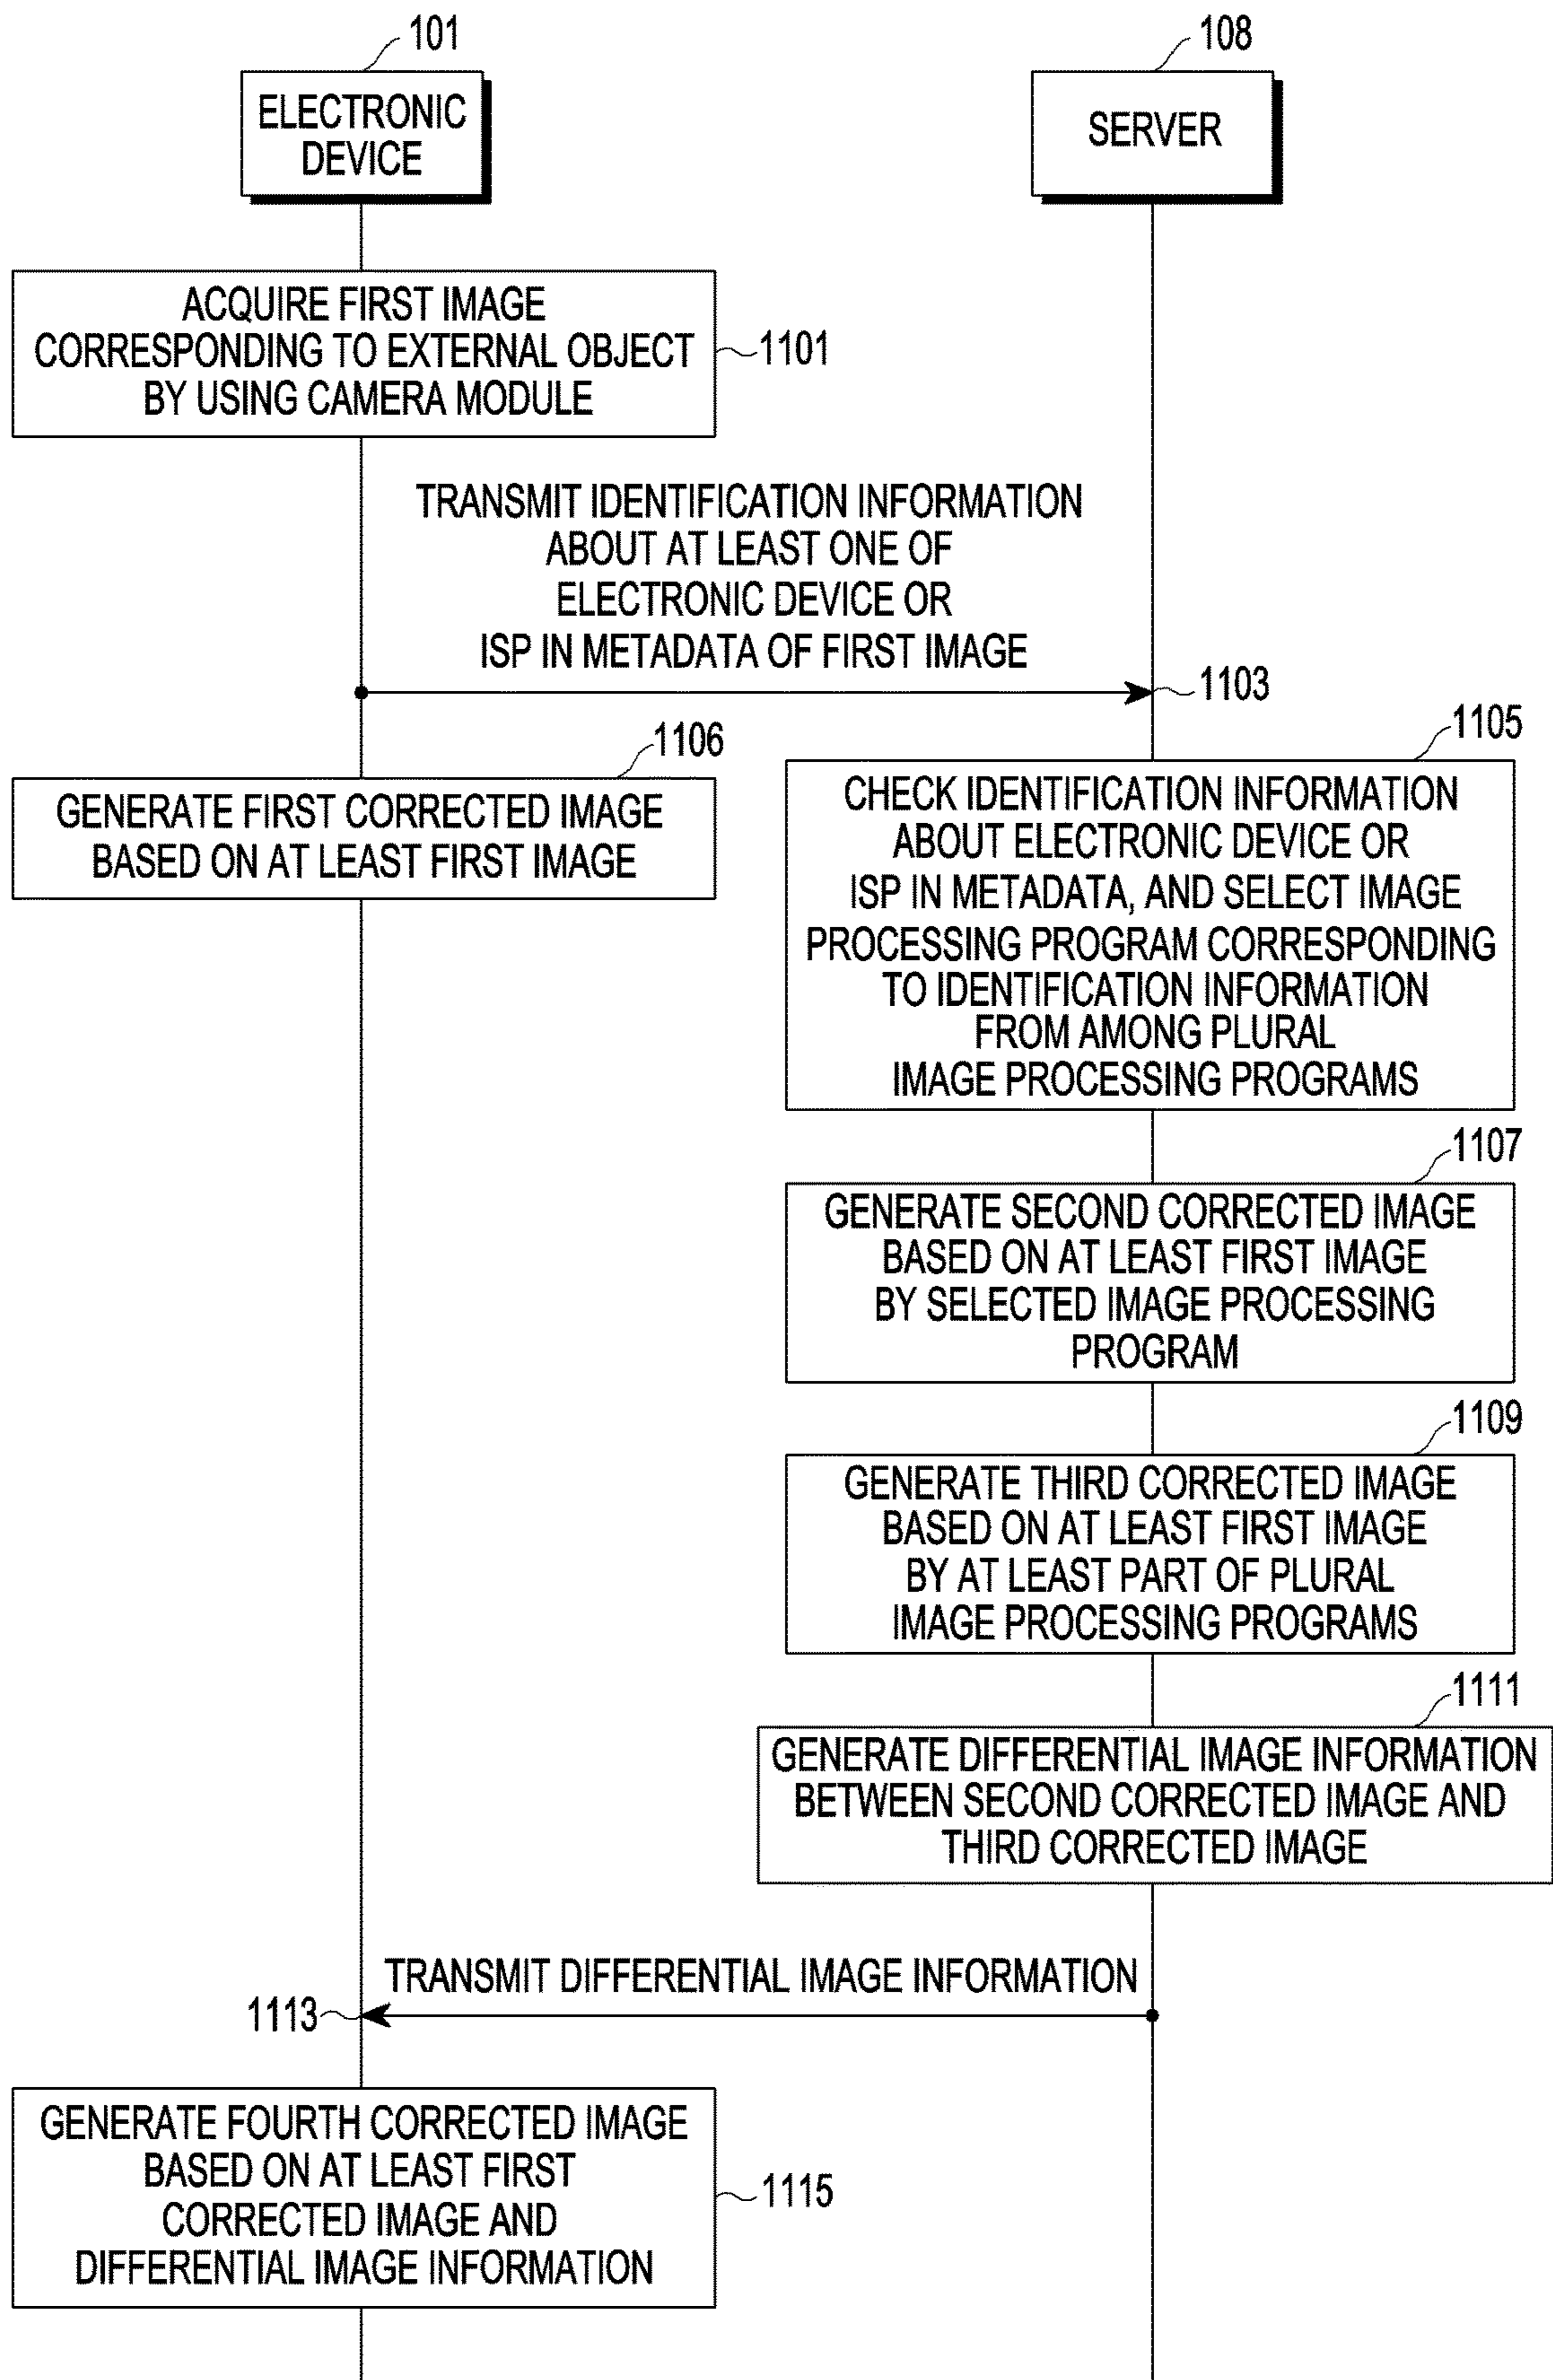 101
ELECTRONIC
DEVICE
108
SERVER
ACQUIRE FIRST IMAGE
CORRESPONDING TO EXTERNAL OBJECT
BY USING CAMERA MODULE
1101
TRANSMIT IDENTIFICATION INFORMATION
ABOUT AT LEAST ONE OF
ELECTRONIC DEVICE OR
ISP IN METADATA OF FIRST IMAGE
1103
1106
GENERATE FIRST CORRECTED IMAGE
BASED ON AT LEAST FIRST IMAGE
1105
CHECK IDENTIFICATION INFORMATION
ABOUT ELECTRONIC DEVICE OR
ISP IN METADATA, AND SELECT IMAGE
PROCESSING PROGRAM CORRESPONDING
TO IDENTIFICATION INFORMATION
FROM AMONG PLURAL
IMAGE PROCESSING PROGRAMS
1107
GENERATE SECOND CORRECTED IMAGE
BASED ON AT LEAST FIRST IMAGE
BY SELECTED IMAGE PROCESSING
PROGRAM
1109
GENERATE THIRD CORRECTED IMAGE
BASED ON AT LEAST FIRST IMAGE
BY AT LEAST PART OF PLURAL
IMAGE PROCESSING PROGRAMS
1111
GENERATE DIFFERENTIAL IMAGE INFORMATION
BETWEEN SECOND CORRECTED IMAGE AND
THIRD CORRECTED IMAGE
TRANSMIT DIFFERENTIAL IMAGE INFORMATION
1113
GENERATE FOURTH CORRECTED IMAGE
BASED ON AT LEAST FIRST
CORRECTED IMAGE AND
DIFFERENTIAL IMAGE INFORMATION
1115